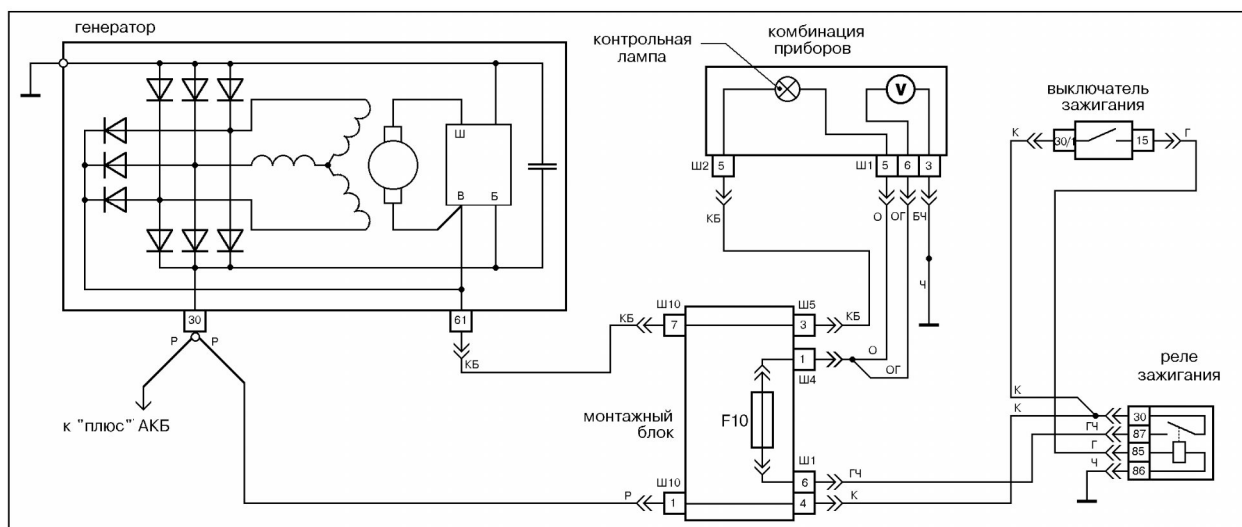 генератор
контрольная
лампа
комбинация
приборов
V
выключатель
зажигания
К
30/1
15
Г
Ш
В
Б
Ш2
5
Ш1
5
6
3
КБ
О
ОГ
БЧ
Ч
30
61
Р
Р
КБ
КБ
Ш10
7
Ш5
3
КБ
1
Ш4
О
ОГ
к "плюс" АКБ
монтажный
блок
F10
реле
зажигания
К
К
30
ГЧ
87
Г
85
Ч
86
Ш1
6
ГЧ
Р
Ш10
1
4
К